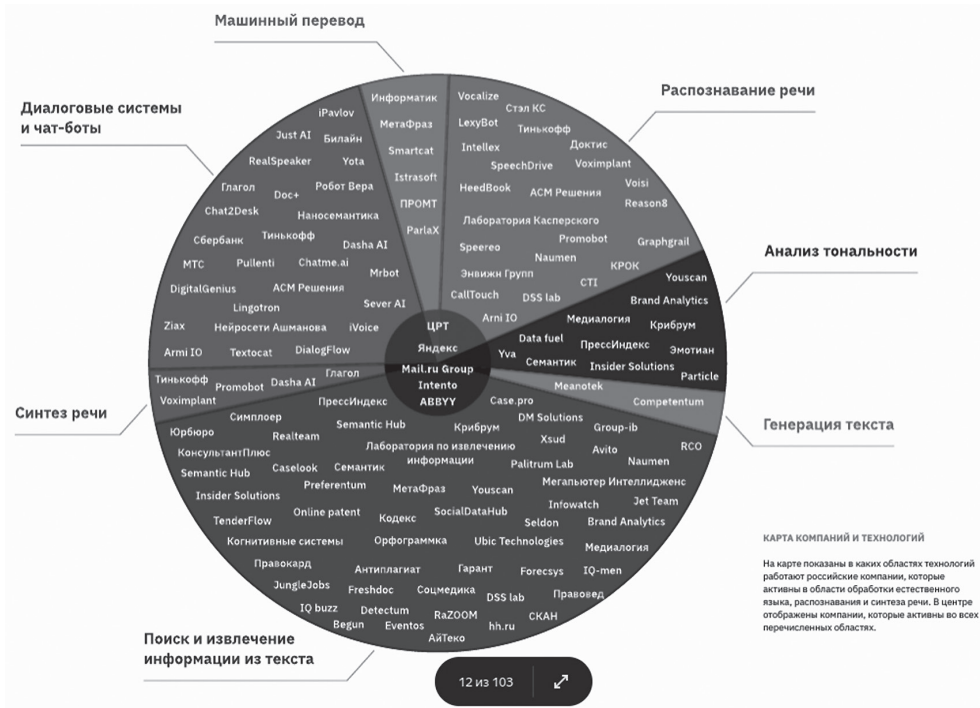 Машинный перевод
Информатик
МетаФраз
Smartcat
Istrasoft
ПРОМТ
ParlaX
Распознавание речи
Vocalize
Стэл КС
LexyBot
Тинькофф
Intellex
Доктис
SpeechDrive
Voximplant
HeedBook
АСМ Решения
Voisi
Reason8
Лаборатория Касперского
Speereo
Promobot
Graphgrail
Naumen
Энвижн Групп
КРОК
CallTouch
DSS lab
CTI
Arni IO
Анализ тональности
Youscan
Brand Analytics
Медиалогия
Крибрум
Data fuel
ПрессИндекс
Эмотиан
Yva
Семантик
Insider Solutions
Particle
Генерация текста
Meanotek
Competentum
Диалоговые системы
и чат-боты
iPavlov
Just AI
Билайн
RealSpeaker
Yota
Глагол
Doc+
Робот Вера
Chat2Desk
Наносемантика
Сбербанк
Тинькофф
Dasha AI
МТС
Pullenti
Chatme.ai
Mrbot
DigitalGenius
АСМ Решения
Lingotron
Sever AI
Ziax
Нейросети Ашманова
iVoice
Armi IO
Textocat
DialogFlow
Синтез речи
Тинькофф
Promobot
Dasha AI
Глагол
Voximplant
ЦРТ
Яндекс
Mail.ru Group
Intento
ABBYY
Поиск и извлечение
информации из текста
ПрессИндекс
Case.pro
Симплоер
Semantic Hub
Крибрум
DM Solutions
Group-ib
Юрбюро
Realteam
Xsud
КонсультантПлюс
Лаборатория по извлечению
информации
Avito
RCO
Semantic Hub
Caselook
Семантик
Palitrum Lab
Naumen
Insider Solutions
Preferentum
МетаФраз
Youscan
Мегапьютер Интеллидженс
TenderFlow
Online patent
Кодекс
SocialDataHub
Infowatch
Jet Team
Seldon
Brand Analytics
Когнитивные системы
Орфограммка
Ubic Technologies
Медиалогия
Правокард
Антиплагиат
Гарант
Forecsys
IQ-men
JungleJobs
Freshdoc
Соцмедика
DSS lab
Правовед
IQ buzz
Detectum
RaZOOM
СКАН
Begun
Eventos
hh.ru
АйТеко
КАРТА КОМПАНИЙ И ТЕХНОЛОГИЙ
На карте показаны в каких областях технологий
работают российские компании, которые
активны в области обработки естественного
языка, распознавания и синтеза речи. В центре
отображены компании, которые активны во всех
перечисленных областях.
12 из 103